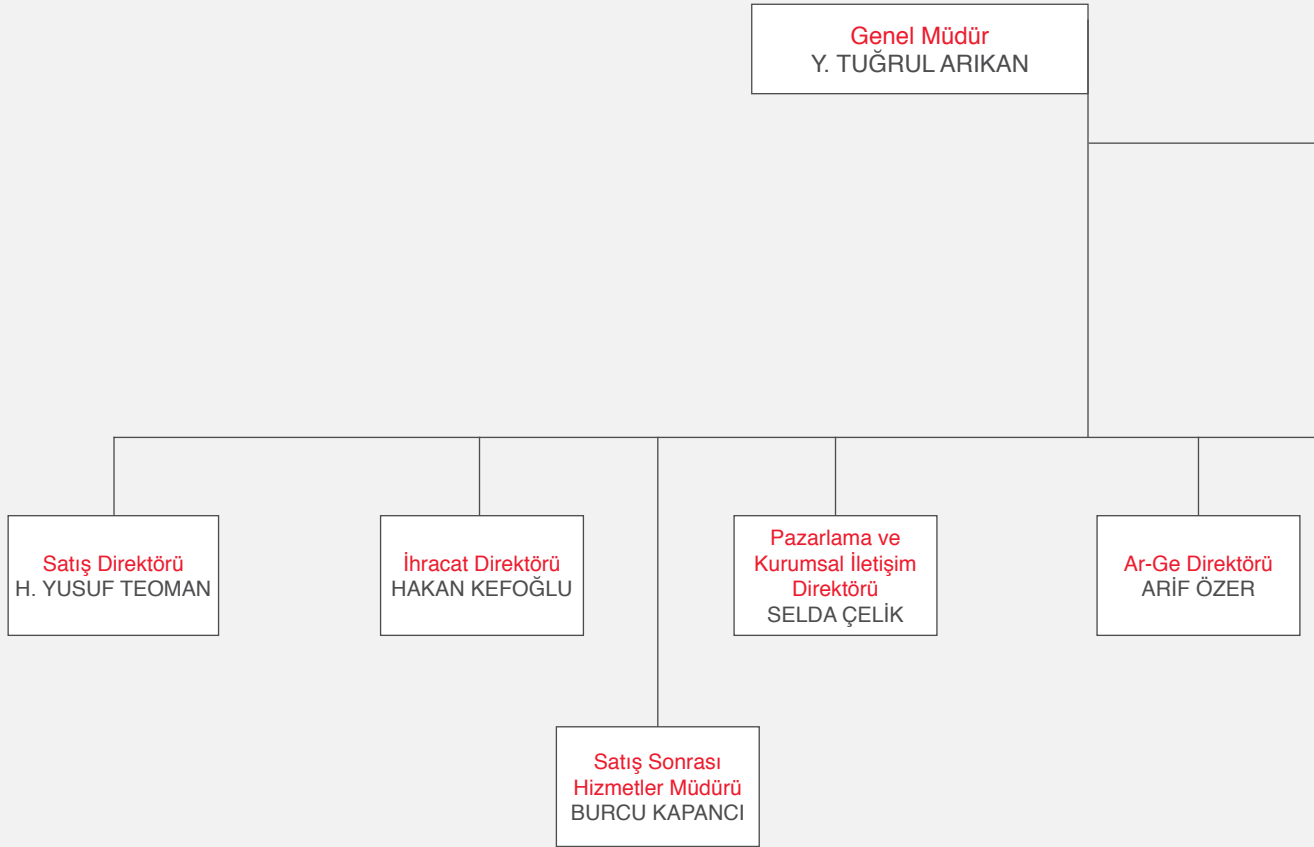 Genel Müdür
Y. TUĞRUL ARIKAN
Satış Direktörü
H. YUSUF TEOMAN
İhracat Direktörü
HAKAN KEFOĞLU
Pazarlama ve
Kurumsal İletişim
Direktörü
SELDA ÇELİK
Ar-Ge Direktörü
ARİF ÖZER
Satış Sonrası
Hizmetler Müdürü
BURCU KAPANCI